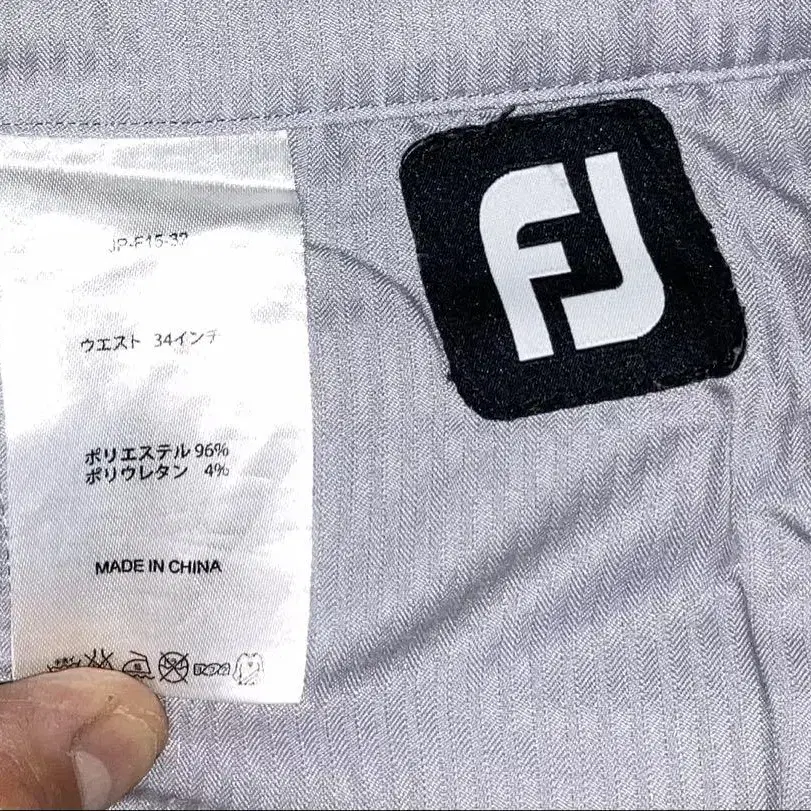 JP-F15-32
ウエスト 34インチ
ポリエステル 96%
ポリウレタン 4%
MADE IN CHINA
FJ